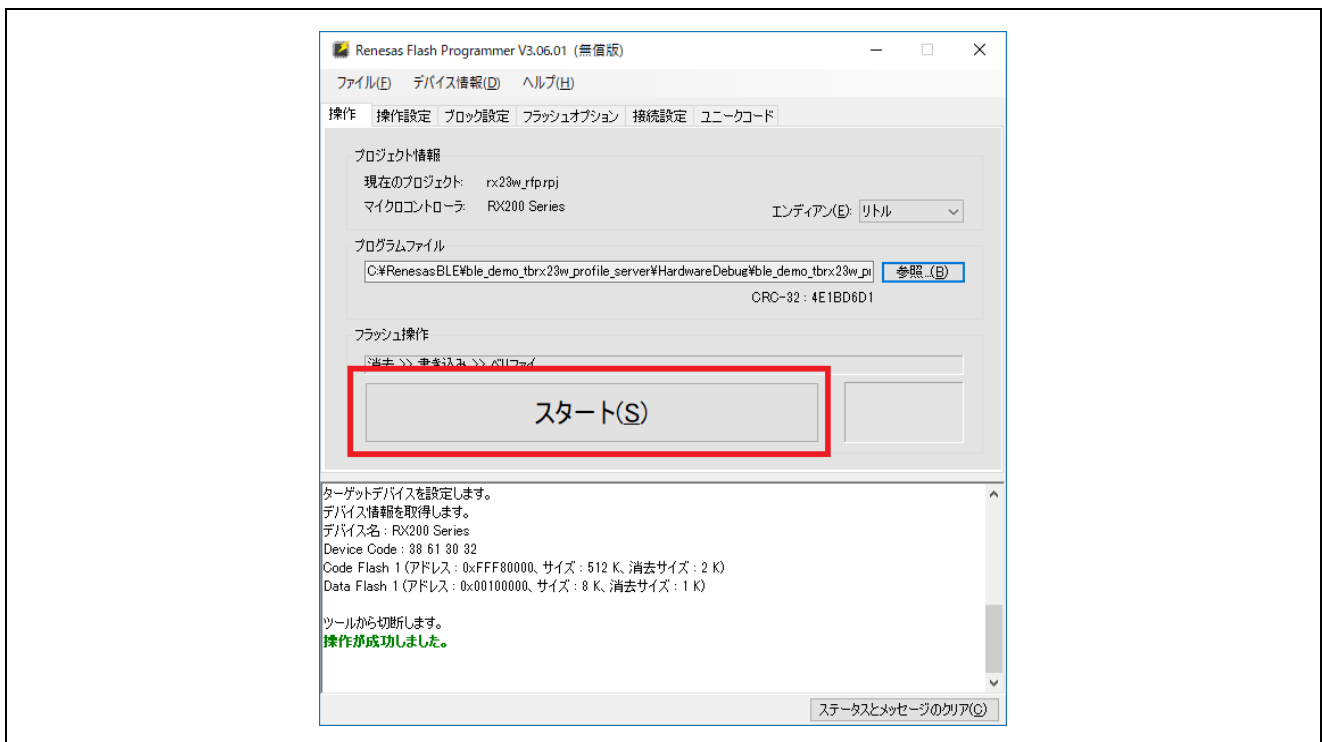 Renesas Flash Programmer V3.06.01 (無償版)
ファイル(F) デバイス情報(D) ヘルプ(H)
操作 操作設定 ブロック設定 フラッシュオプション 接続設定 ユニークコード
プロジェクト情報
現在のプロジェクト: rx23w_rfp.rpj
マイクロコントローラ: RX200 Series
エンディアン(E): リトル
プログラムファイル
C:¥RenesasBLE¥ble_demo_tbrx23w_profile_server¥HardwareDebug¥ble_demo_tbrx23w_pr 参照...(B)
CRC-32 : 4E1BD6D1
フラッシュ操作
消去 >> 書き込み >> ベリファイ
スタート(S)
ターゲットデバイスを設定します。
デバイス情報を取得します。
デバイス名 : RX200 Series
Device Code : 38 61 30 32
Code Flash 1 (アドレス : 0xFFF80000、サイズ : 512 K、消去サイズ : 2 K)
Data Flash 1 (アドレス : 0x00100000、サイズ : 8 K、消去サイズ : 1 K)
ツールから切断します。
操作が成功しました。
ステータスとメッセージのクリア(C)